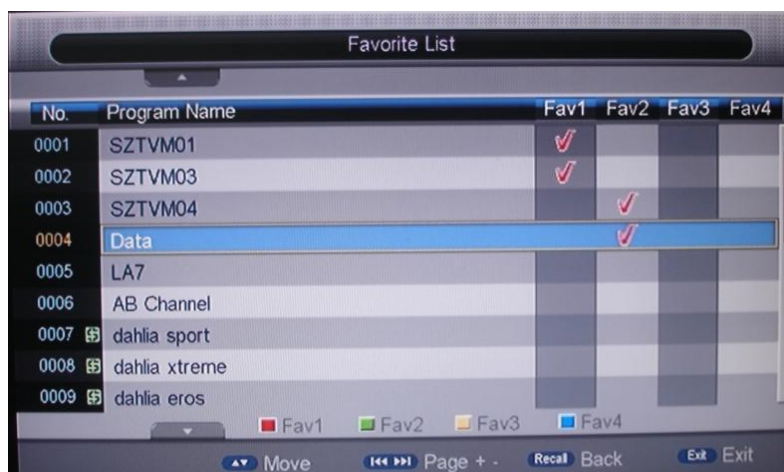 Favorite List
No. Program Name Fav1 Fav2 Fav3 Fav4
0001 SZTVM01
0002 SZTVM03
0003 SZTVM04
0004 Data
0005 LA7
0006 AB Channel
0007 dahlia sport
0008 dahlia xtreme
0009 dahlia eros
Fav1 Fav2 Fav3 Fav4
Move Page + - Recall Back Exit Exit